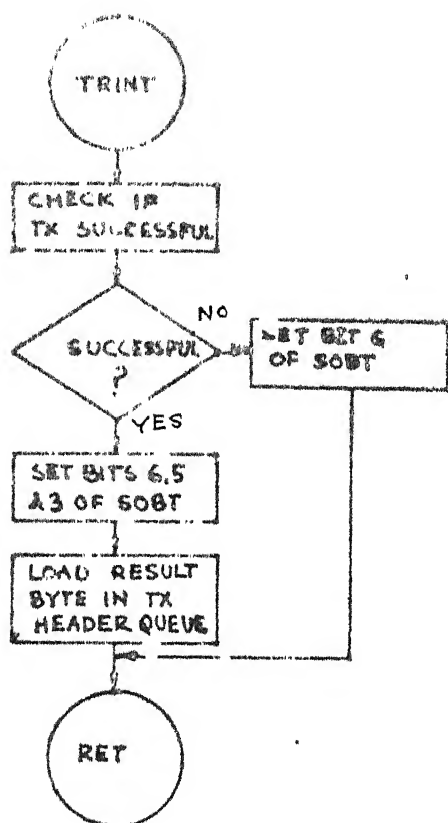 TRINT
CHECK IF
TX SUCCESSFUL
SUCCESSFUL
?
NO
SET BIT 6
OF SOBT
YES
SET BITS 6,5
&3 OF SOBT
LOAD RESULT
BYTE IN TX
HEADER QUEUE
RET